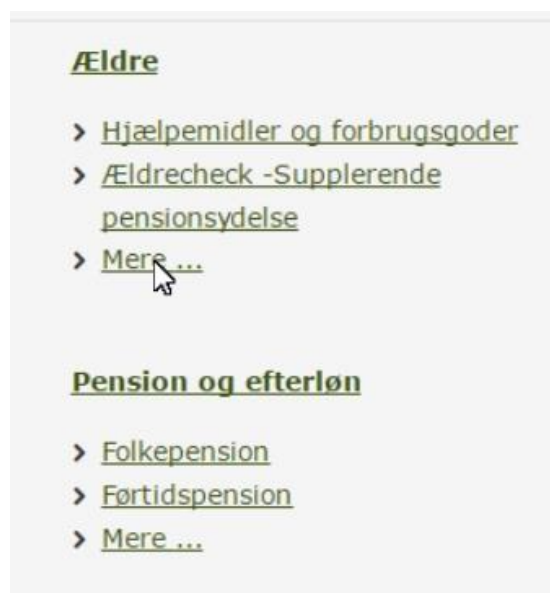 Ældre
Hjælpemidler og forbrugsgoder
Ældrecheck -Supplerende
pensionsydelse
Mere ...
Pension og efterløn
Folkepension
Førtidspension
Mere ...